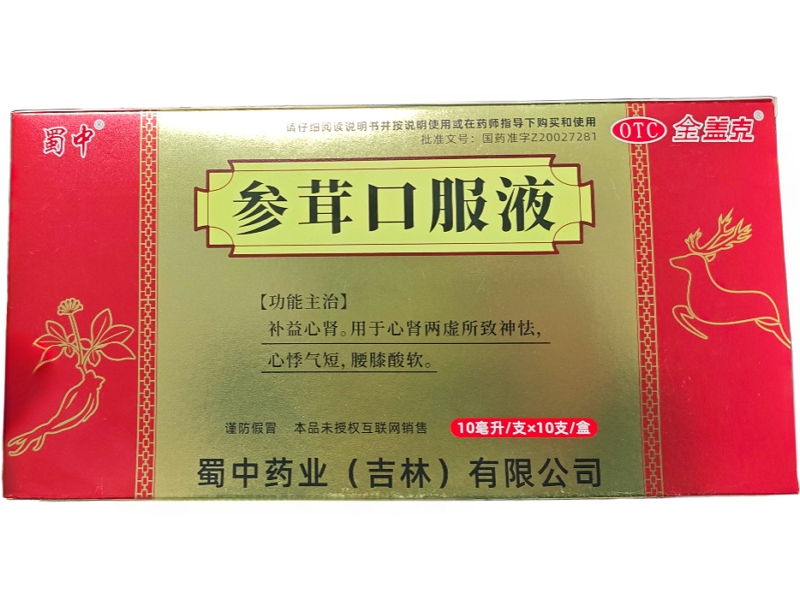 蜀中®
请仔细阅读说明书并按说明使用或在药师指导下购买和使用
批准文号：国药准字Z20027281
OTC
全盖克®
参茸口服液
【功能主治】
补益心肾。用于心肾两虚所致神怯，
心悸气短，腰膝酸软。
谨防假冒 本品未授权互联网销售
10毫升/支×10支/盒
蜀中药业（吉林）有限公司